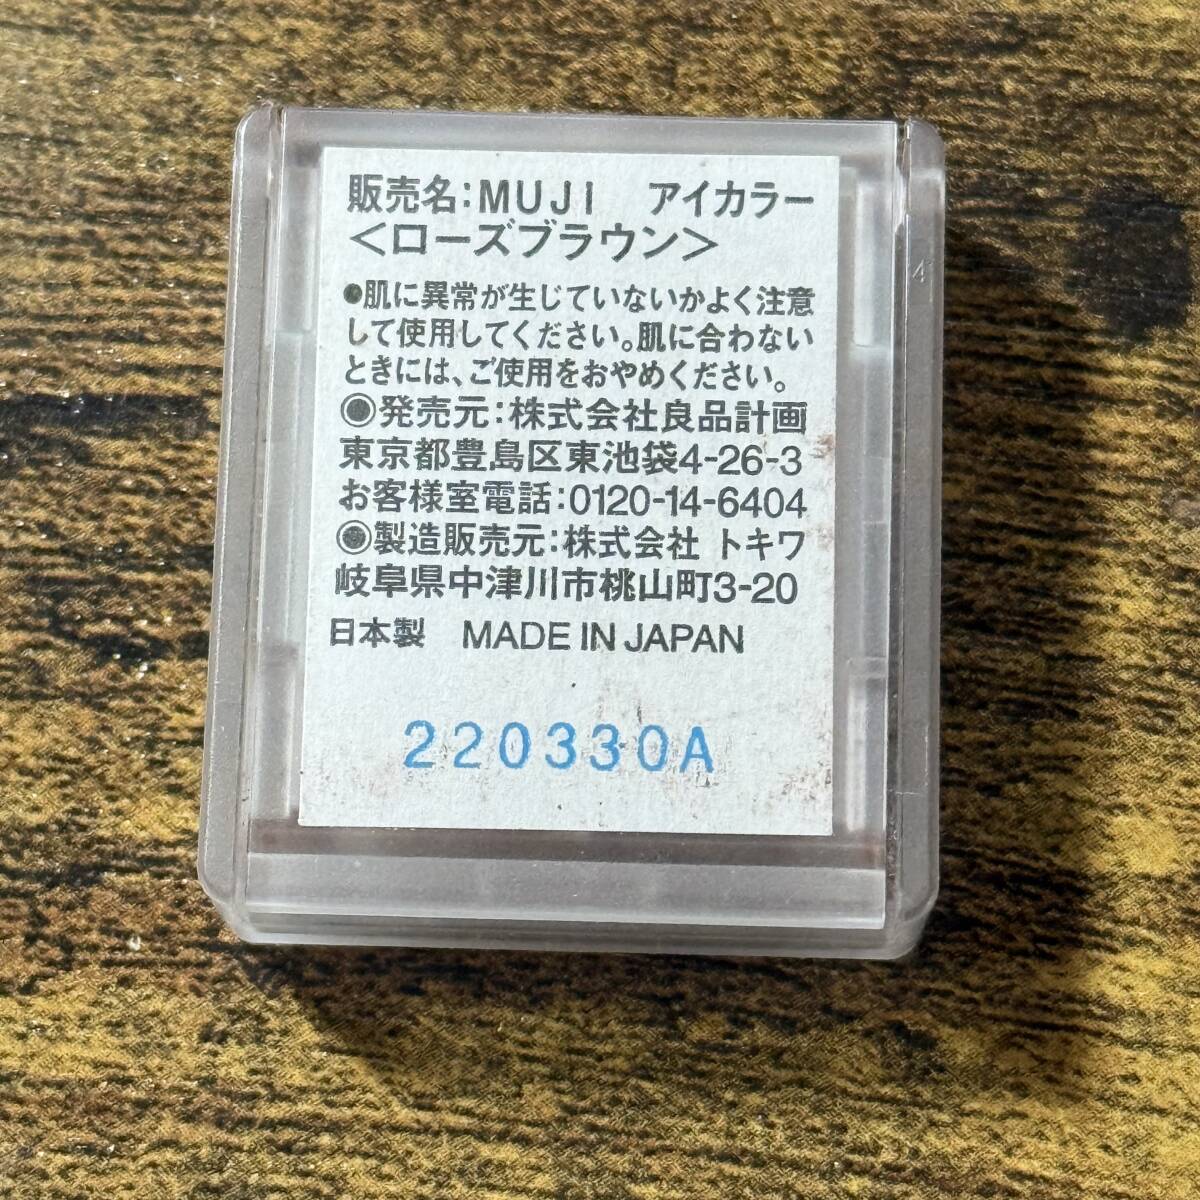 販売名:MUJI アイカラー
<ローズブラウン>
●肌に異常が生じていないかよく注意
して使用してください。肌に合わない
ときには、ご使用をおやめください。
◉発売元:株式会社良品計画
東京都豊島区東池袋4-26-3
お客様室電話:0120-14-6404
◉製造販売元:株式会社 トキワ
岐阜県中津川市桃山町3-20
日本製 MADE IN JAPAN
220330A
4